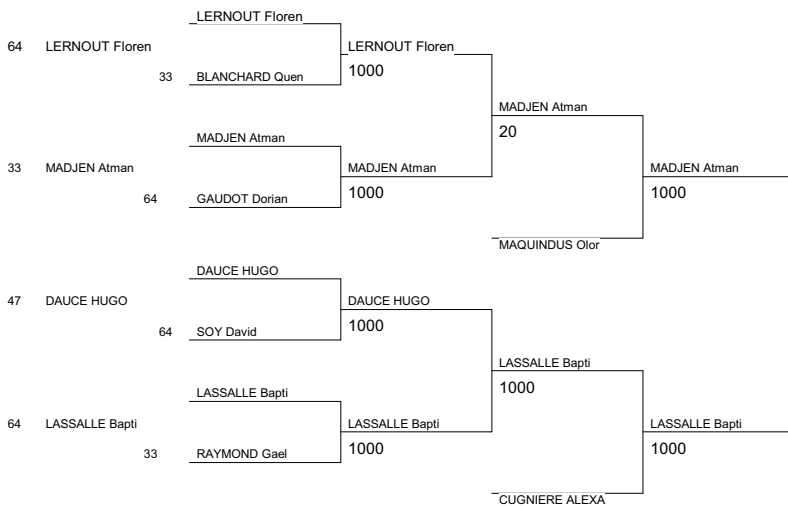 LERNOUT Floren
64 LERNOUT Floren LERNOUT Floren
1000
33 BLANCHARD Quen
MADJEN Atman
20
MADJEN Atman
33 MADJEN Atman MADJEN Atman MADJEN Atman
1000 1000
64 GAUDOT Dorian
MAQUINDUS Olor
DAUCE HUGO
47 DAUCE HUGO DAUCE HUGO
1000
64 SOY David
LASSALLE Bapti
1000
LASSALLE Bapti
64 LASSALLE Bapti LASSALLE Bapti LASSALLE Bapti
1000 1000
33 RAYMOND Gael
CUGNIERE ALEXA